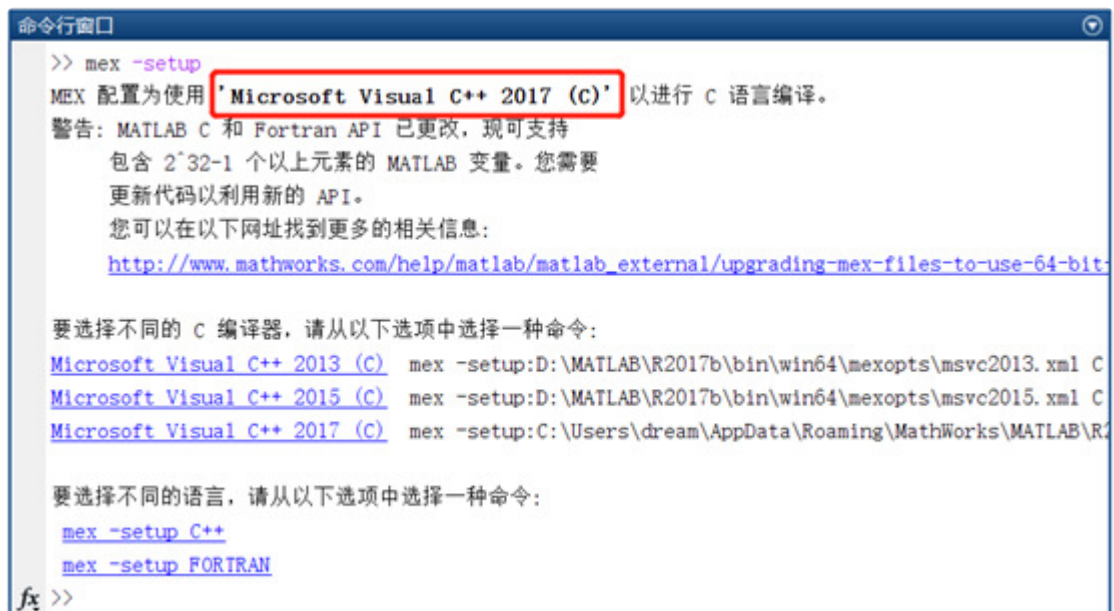 命令行窗口
>> mex -setup
MEX 配置为使用 'Microsoft Visual C++ 2017 (C)' 以进行 C 语言编译。
警告: MATLAB C 和 Fortran API 已更改，现可支持
包含 2^32-1 个以上元素的 MATLAB 变量。您需要
更新代码以利用新的 API。
您可以在以下网址找到更多的相关信息:
http://www.mathworks.com/help/matlab/matlab_external/upgrading-mex-files-to-use-64-bit-
要选择不同的 C 编译器，请从以下选项中选择一种命令:
Microsoft Visual C++ 2013 (C) mex -setup:D:\MATLAB\R2017b\bin\win64\mexopts\msvc2013.xml C
Microsoft Visual C++ 2015 (C) mex -setup:D:\MATLAB\R2017b\bin\win64\mexopts\msvc2015.xml C
Microsoft Visual C++ 2017 (C) mex -setup:C:\Users\dream\AppData\Roaming\MathWorks\MATLAB\R2
要选择不同的语言，请从以下选项中选择一种命令:
mex -setup C++
mex -setup FORTRAN
fx >>